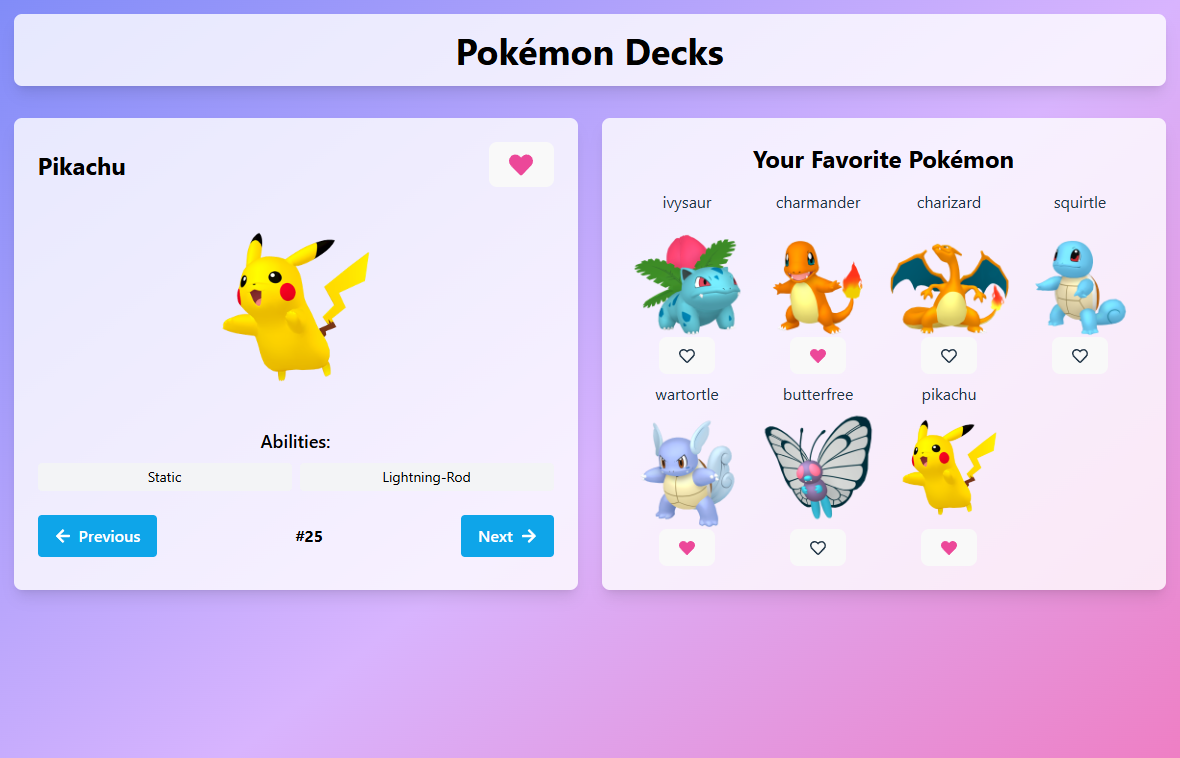 Pokémon Decks
Pikachu
Abilities:
Static Lightning-Rod
Previous #25 Next
Your Favorite Pokémon
ivysaur charmander charizard squirtle
wartortle butterfree pikachu